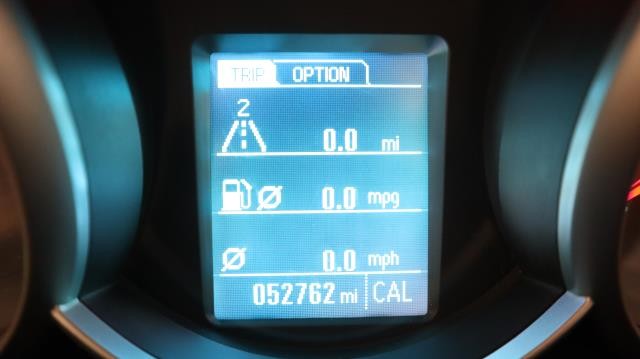 TRIP OPTION
2
0.0 mi
0.0 mpg
0.0 mph
052762 mi CAL